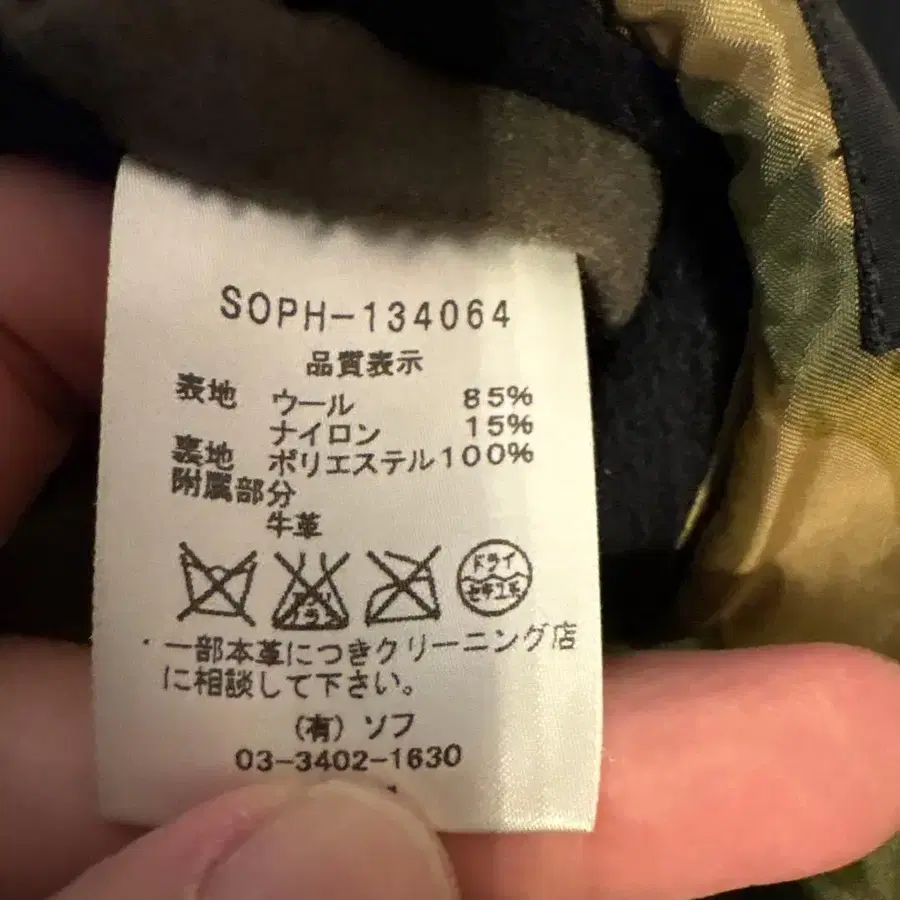 SOPH-134064
品質表示
表地 ウール 85%
ナイロン 15%
裏地 ポリエステル100%
附属部分
牛革
ドライ
セキユ系
・一部本革につきクリーニング店
に相談して下さい。
(有) ソフ
03-3402-1630